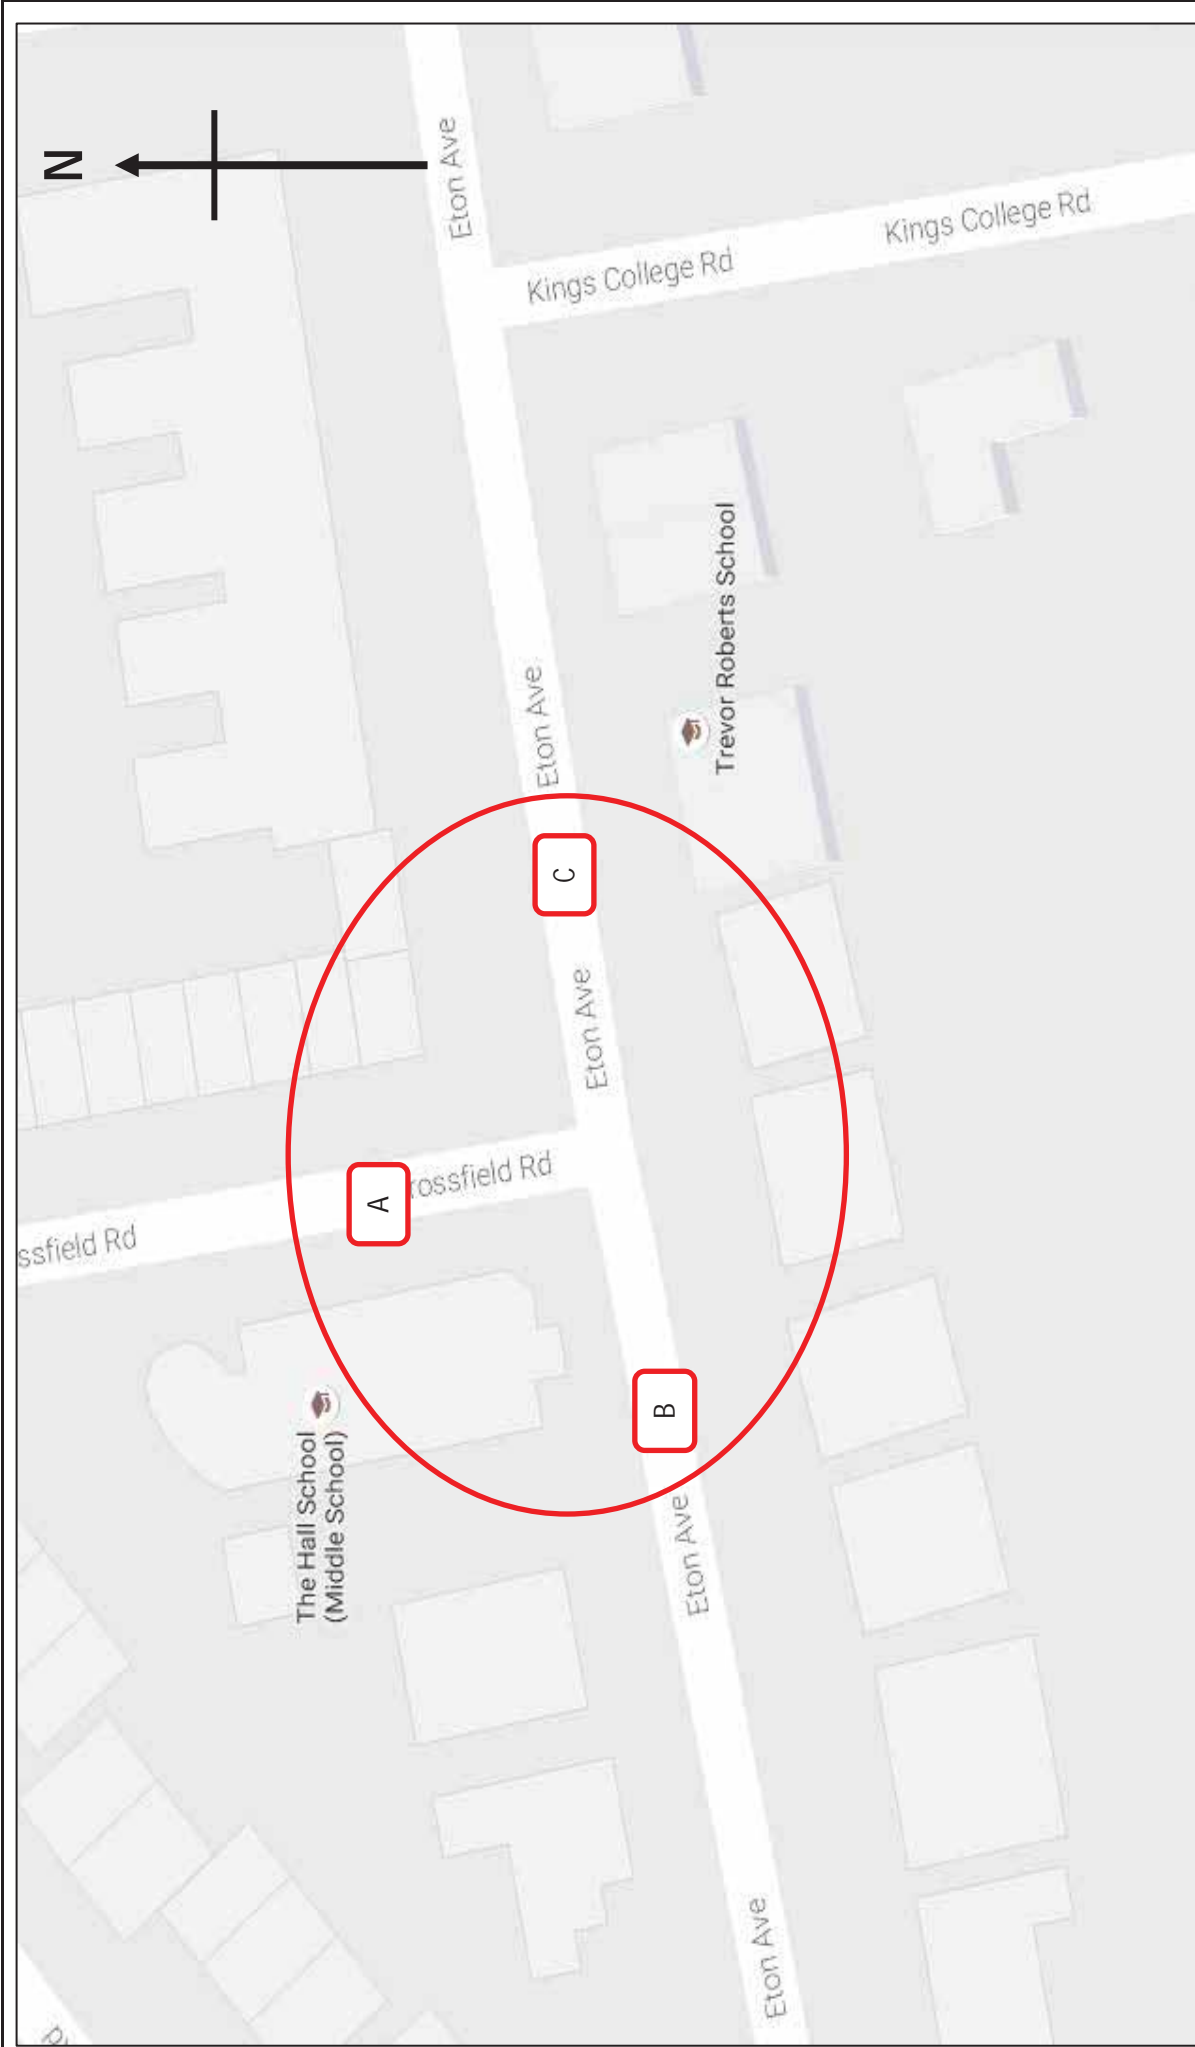 N
ssfield Rd
The Hall School
(Middle School)
A
Eton Ave
rossfield Rd
Eton Ave
C
Eton Ave
Kings College Rd
B
Eton Ave
Trevor Roberts School
Eton Ave
Kings College Rd